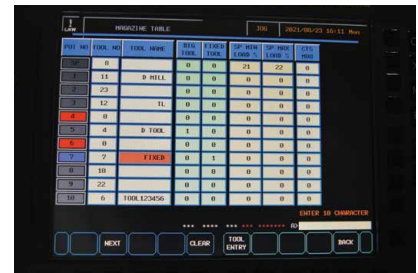 MAGAZINE TABLE JOG 2021/08/23 16:11 Mon
POT NO TOOL NO TOOL NAME BIG TOOL FIXED TOOL SP MIN LOAD % SP MAX LOAD % CTS
SP 0 0 0 21 22 0
1 11 D MILL 0 0 0 0 0
2 23 0 0 0 0 0
3 12 TL 0 0 0 0 0
4 0 0 0 0 0 0
5 4 D TOOL 1 0 0 0 0
6 0 0 0 0 0 0
7 7 FIXED 0 1 0 0 0
8 18 0 0 0 0 0
9 22 0 0 0 0 0
10 6 TOOL123456 0 0 0 0 0
ENTER 10 CHARACTER
*** **** *** *** *******
NEXT CLEAR TOOL ENTRY BACK